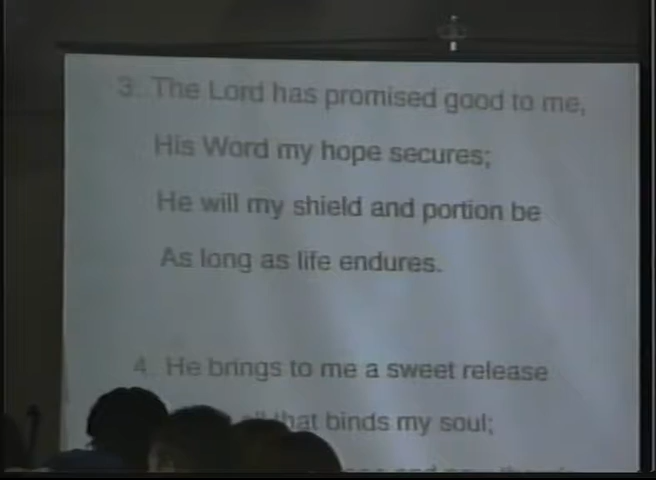 3. The Lord has promised good to me,
His Word my hope secures;
He will my shield and portion be
As long as life endures.
4. He brings to me a sweet release
all that binds my soul;